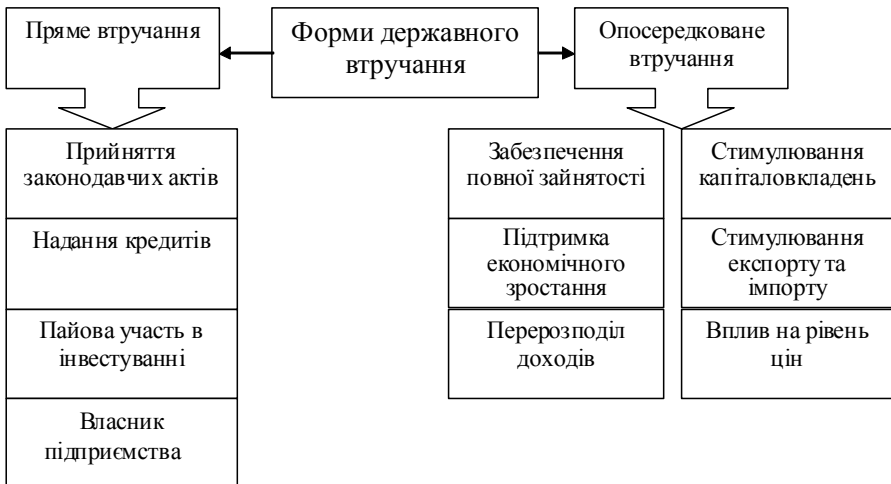 Пряме втручання
Форми державного
втручання
Опосередковане
втручання
Прийняття
законодавчих актів
Надання кредитів
Пайова участь в
інвестуванні
Власник
підприємства
Забезпечення
повної зайнятості
Підтримка
економічного
зростання
Перерозподіл
доходів
Стимулювання
капіталовкладень
Стимулювання
експорту та
імпорту
Вплив на рівень
цін